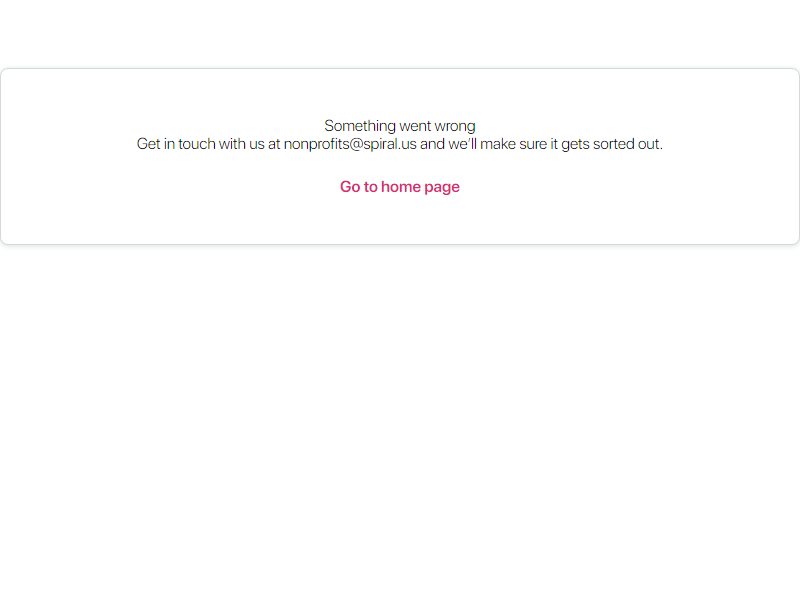 Something went wrong
Get in touch with us at nonprofits@spiral.us and we'll make sure it gets sorted out.
Go to home page